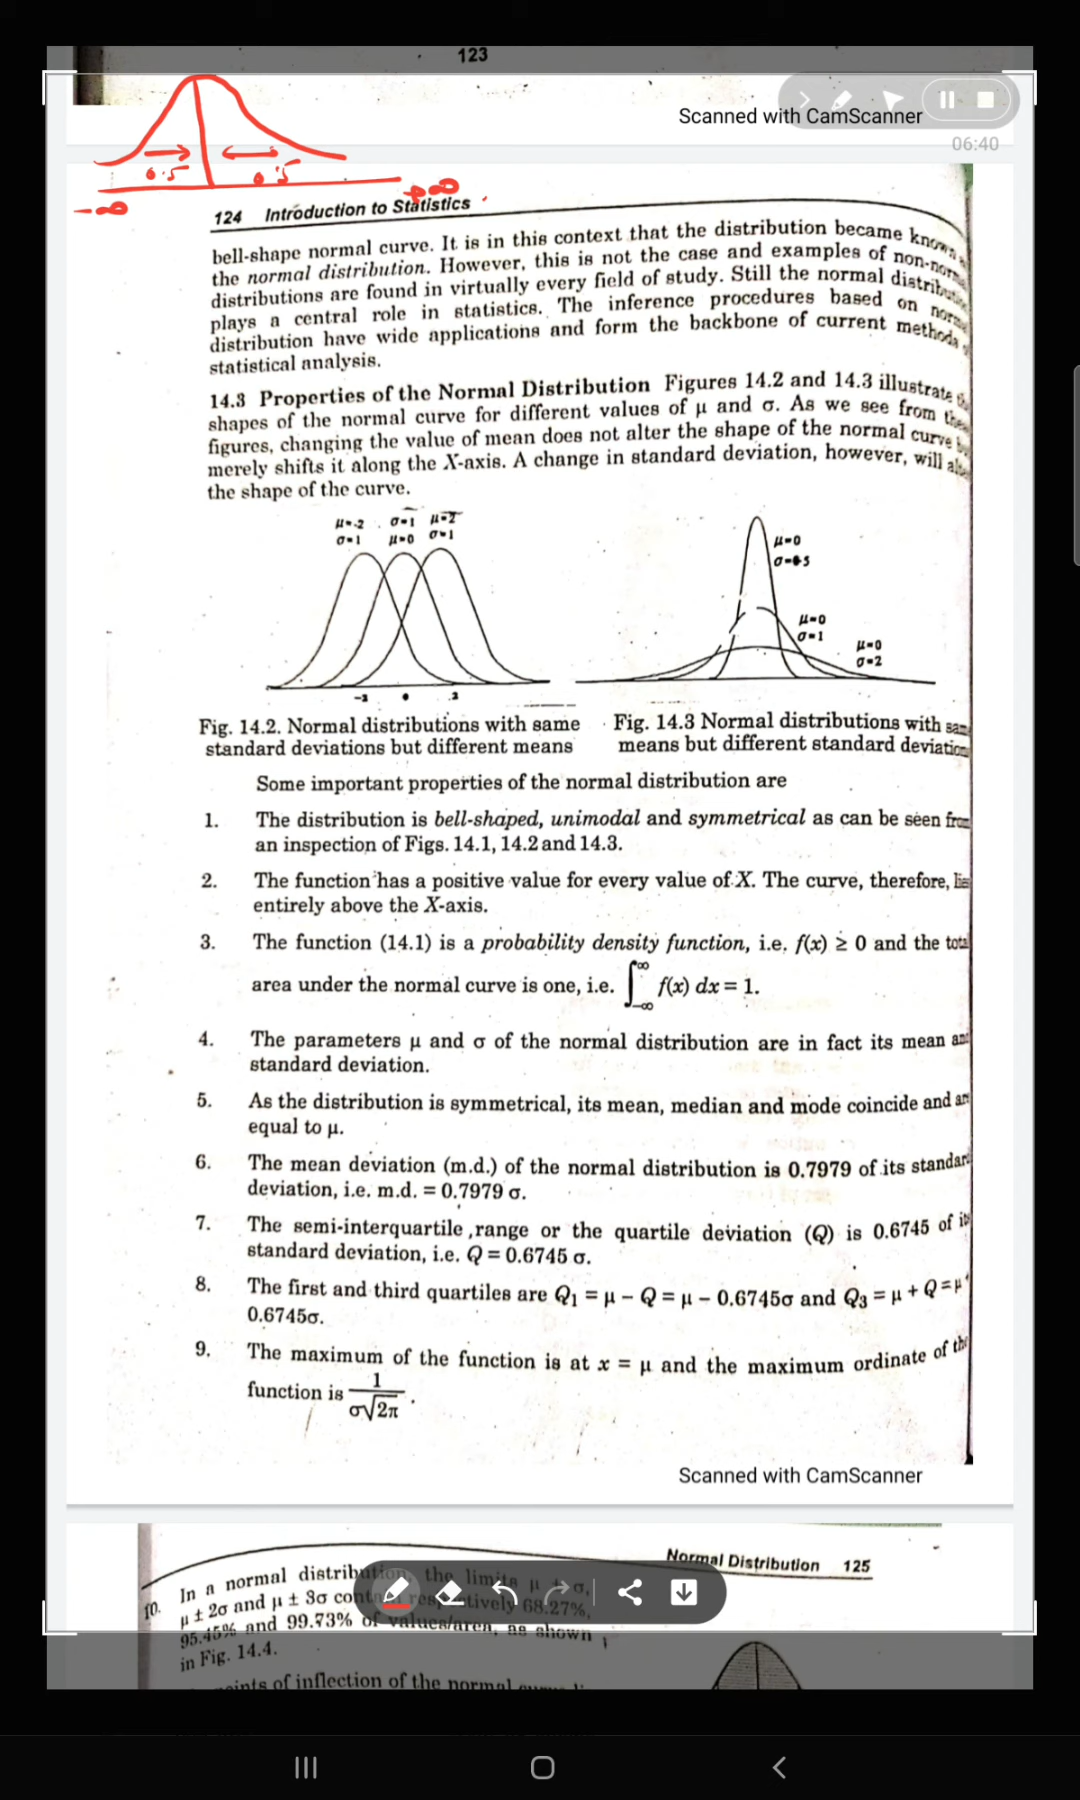 123
Scanned with CamScanner
06:40
0.5 0.5
-∞ +∞
124 Introduction to Statistics
bell-shape normal curve. It is in this context that the distribution became known
the normal distribution. However, this is not the case and examples of non-norm
distributions are found in virtually every field of study. Still the normal distribu
plays a central role in statistics. The inference procedures based on norm
distribution have wide applications and form the backbone of current methods
statistical analysis.
14.3 Properties of the Normal Distribution Figures 14.2 and 14.3 illustrate
shapes of the normal curve for different values of μ and σ. As we see from
figures, changing the value of mean does not alter the shape of the normal curve
merely shifts it along the X-axis. A change in standard deviation, however, will
the shape of the curve.
μ=-2 σ=1 μ=2
σ=1 μ=0 σ=1
μ=0
μ=0
σ=1
μ=0
σ=2
0 2
Fig. 14.2. Normal distributions with same
standard deviations but different means
Fig. 14.3 Normal distributions with
means but different standard deviation
Some important properties of the normal distribution are
1. The distribution is bell-shaped, unimodal and symmetrical as can be seen from
an inspection of Figs. 14.1, 14.2 and 14.3.
2. The function has a positive value for every value of X. The curve, therefore, lies
entirely above the X-axis.
3. The function (14.1) is a probability density function, i.e. f(x) ≥ 0 and the total
area under the normal curve is one, i.e. ∫_{-∞}^{∞} f(x) dx = 1.
4. The parameters μ and σ of the normal distribution are in fact its mean and
standard deviation.
5. As the distribution is symmetrical, its mean, median and mode coincide and
equal to μ.
6. The mean deviation (m.d.) of the normal distribution is 0.7979 of its standar
deviation, i.e. m.d. = 0.7979 σ.
7. The semi-interquartile range or the quartile deviation (Q) is 0.6745 of its
standard deviation, i.e. Q = 0.6745 σ.
8. The first and third quartiles are Q₁ = μ – Q = μ – 0.6745σ and Q₃ = μ + Q = μ
0.6745σ.
9. The maximum of the function is at x = μ and the maximum ordinate of the
function is 1/(σ√2π).
Scanned with CamScanner
Normal Distribution 125
10. In a normal distribution, the limits μ ± σ,
μ ± 2σ and μ ± 3σ contain respectively 68.27%,
95.45% and 99.73% of values/area, as shown
in Fig. 14.4.
points of inflection of the normal